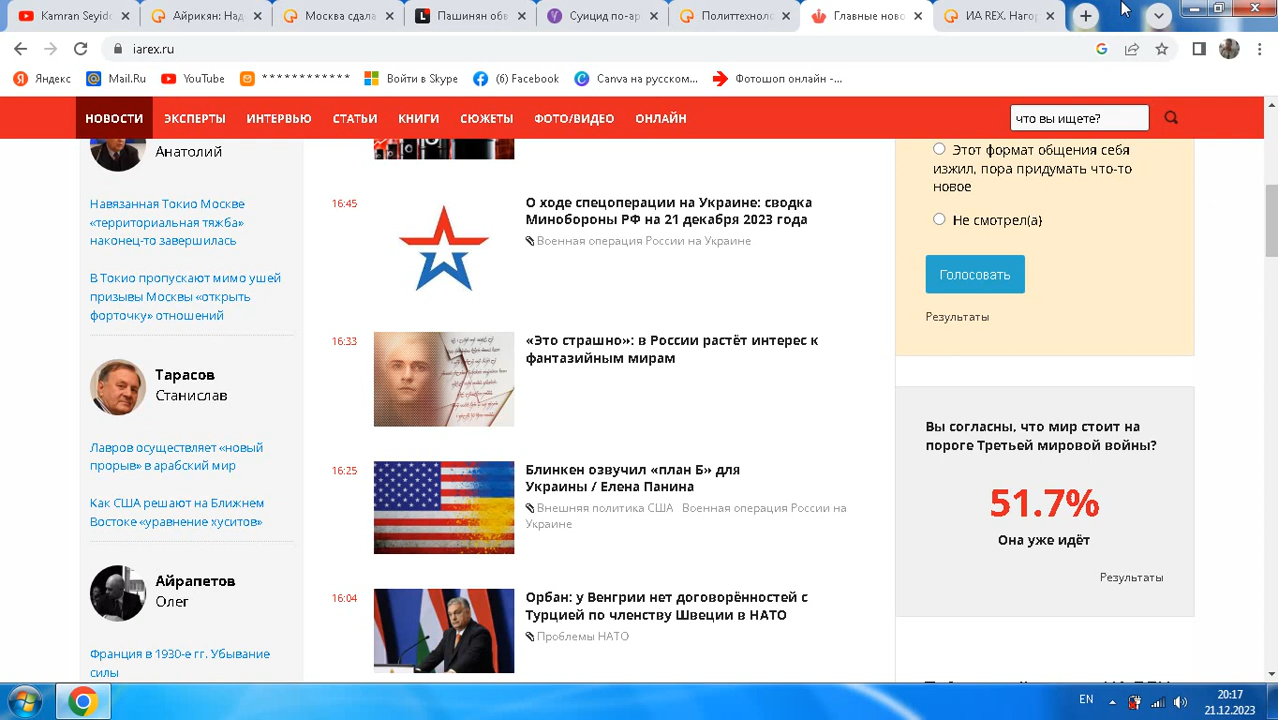 Kamran Seyid
Айрикян: Над
Москва сдала
Пашинян объ
Суицид по-ар
Политтехноло
Главные ново
ИА REX. Нагор
iarex.ru
Яндекс
Mail.Ru
YouTube
************
Войти в Skype
(6) Facebook
Canva на русском...
Фотошоп онлайн -...
НОВОСТИ
ЭКСПЕРТЫ
ИНТЕРВЬЮ
СТАТЬИ
КНИГИ
СЮЖЕТЫ
ФОТО/ВИДЕО
ОНЛАЙН
что вы ищете?
Анатолий
Навязанная Токио Москве
«территориальная тяжба»
наконец-то завершилась
В Токио пропускают мимо ушей
призывы Москвы «открыть
форточку» отношений
Тарасов
Станислав
Лавров осуществляет «новый
прорыв» в арабский мир
Как США решают на Ближнем
Востоке «уравнение хуситов»
Айрапетов
Олег
Франция в 1930-е гг. Убывание
силы
16:45
О ходе спецоперации на Украине: сводка
Минобороны РФ на 21 декабря 2023 года
Военная операция России на Украине
16:33
«Это страшно»: в России растёт интерес к
фантазийным мирам
16:25
Блинкен озвучил «план Б» для
Украины / Елена Панина
Внешняя политика США Военная операция России на
Украине
16:04
Орбан: у Венгрии нет договорённостей с
Турцией по членству Швеции в НАТО
Проблемы НАТО
Этот формат общения себя
изжил, пора придумать что-то
новое
Не смотрел(а)
Голосовать
Результаты
Вы согласны, что мир стоит на
пороге Третьей мировой войны?
51.7%
Она уже идёт
Результаты
EN
20:17
21.12.2023